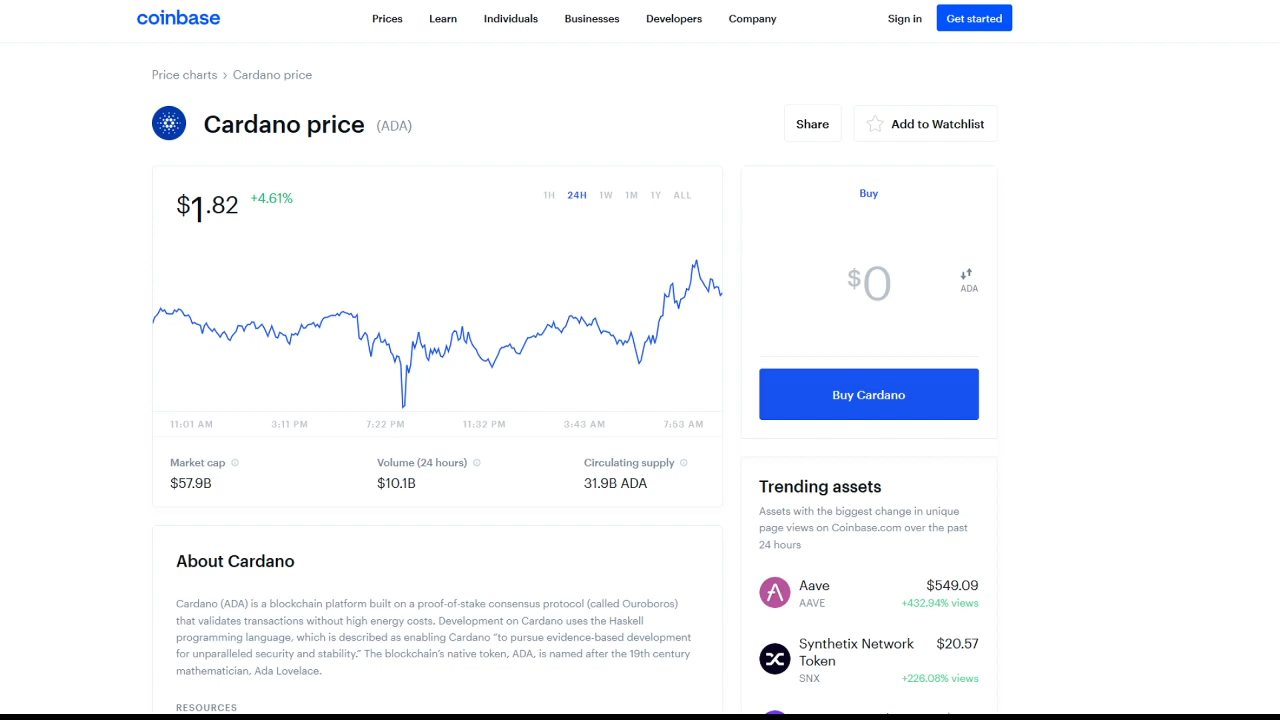 coinbase
Prices Learn Individuals Businesses Developers Company
Sign in Get started
Price charts › Cardano price
Cardano price (ADA)
Share Add to Watchlist
$1.82 +4.61%
1H 24H 1W 1M 1Y ALL
11:01 AM 3:11 PM 7:22 PM 11:32 PM 3:43 AM 7:53 AM
Market cap Volume (24 hours) Circulating supply
$57.9B $10.1B 31.9B ADA
Buy
$0
ADA
Buy Cardano
About Cardano
Cardano (ADA) is a blockchain platform built on a proof-of-stake consensus protocol (called Ouroboros)
that validates transactions without high energy costs. Development on Cardano uses the Haskell
programming language, which is described as enabling Cardano “to pursue evidence-based development
for unparalleled security and stability.” The blockchain’s native token, ADA, is named after the 19th century
mathematician, Ada Lovelace.
RESOURCES
Trending assets
Assets with the biggest change in unique
page views on Coinbase.com over the past
24 hours
Aave $549.09
AAVE +432.94% views
Synthetix Network $20.57
Token
SNX +226.08% views